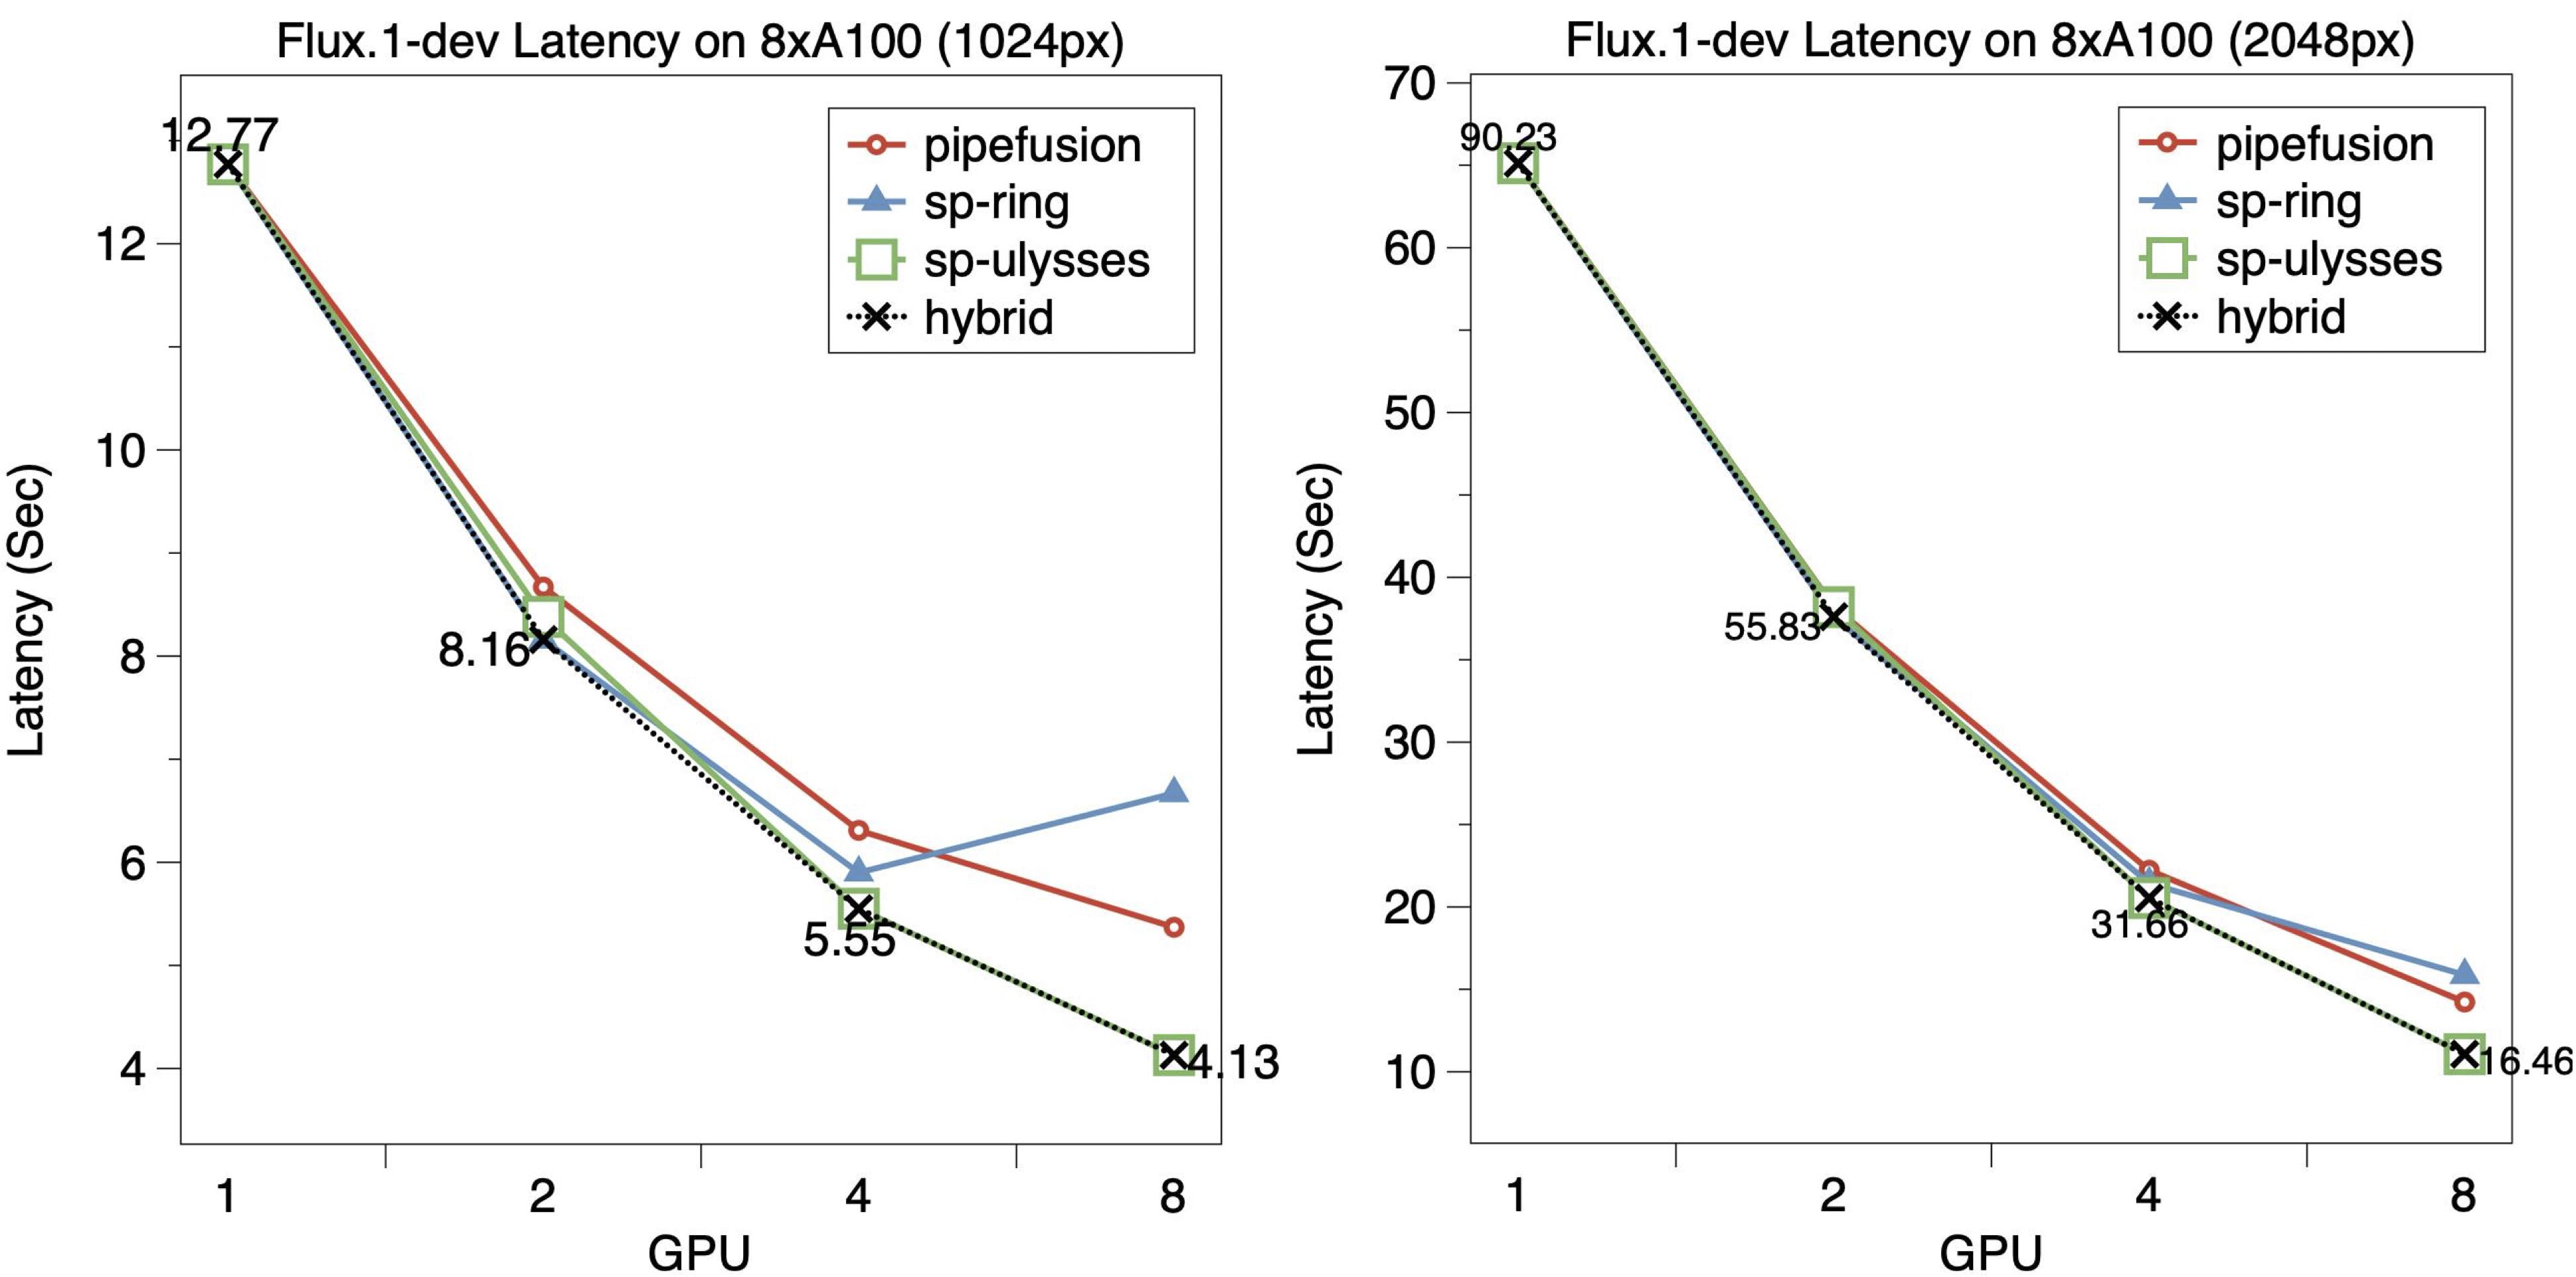 Flux.1-dev Latency on 8xA100 (1024px)
Latency (Sec)
12
10
8
6
4
12.77
8.16
5.55
4.13
pipefusion
sp-ring
sp-ulysses
hybrid
1 2 4 8
GPU
Flux.1-dev Latency on 8xA100 (2048px)
Latency (Sec)
70
60
50
40
30
20
10
90.23
55.83
31.66
16.46
pipefusion
sp-ring
sp-ulysses
hybrid
1 2 4 8
GPU